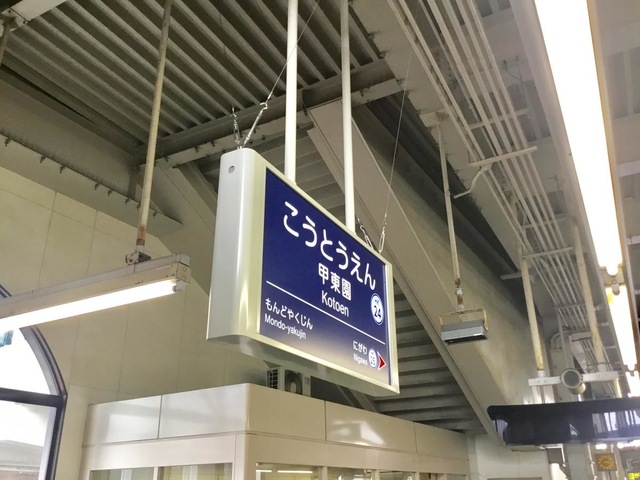 こうとうえん
甲東園
Kotoen
24
もんどやくじん
Mondo-yakujin
にがわ
Nigawa